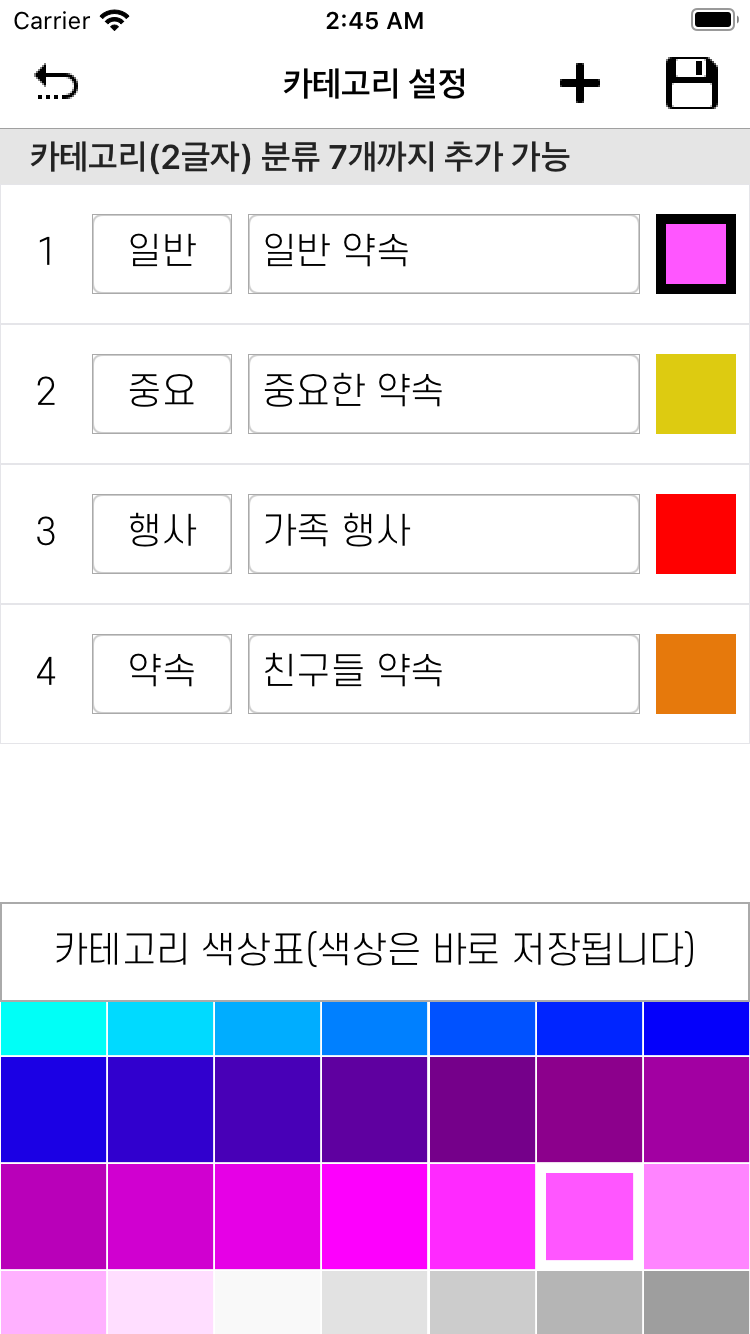 Carrier 2:45 AM
카테고리 설정
카테고리(2글자) 분류 7개까지 추가 가능
1 일반 일반 약속
2 중요 중요한 약속
3 행사 가족 행사
4 약속 친구들 약속
카테고리 색상표(색상은 바로 저장됩니다)